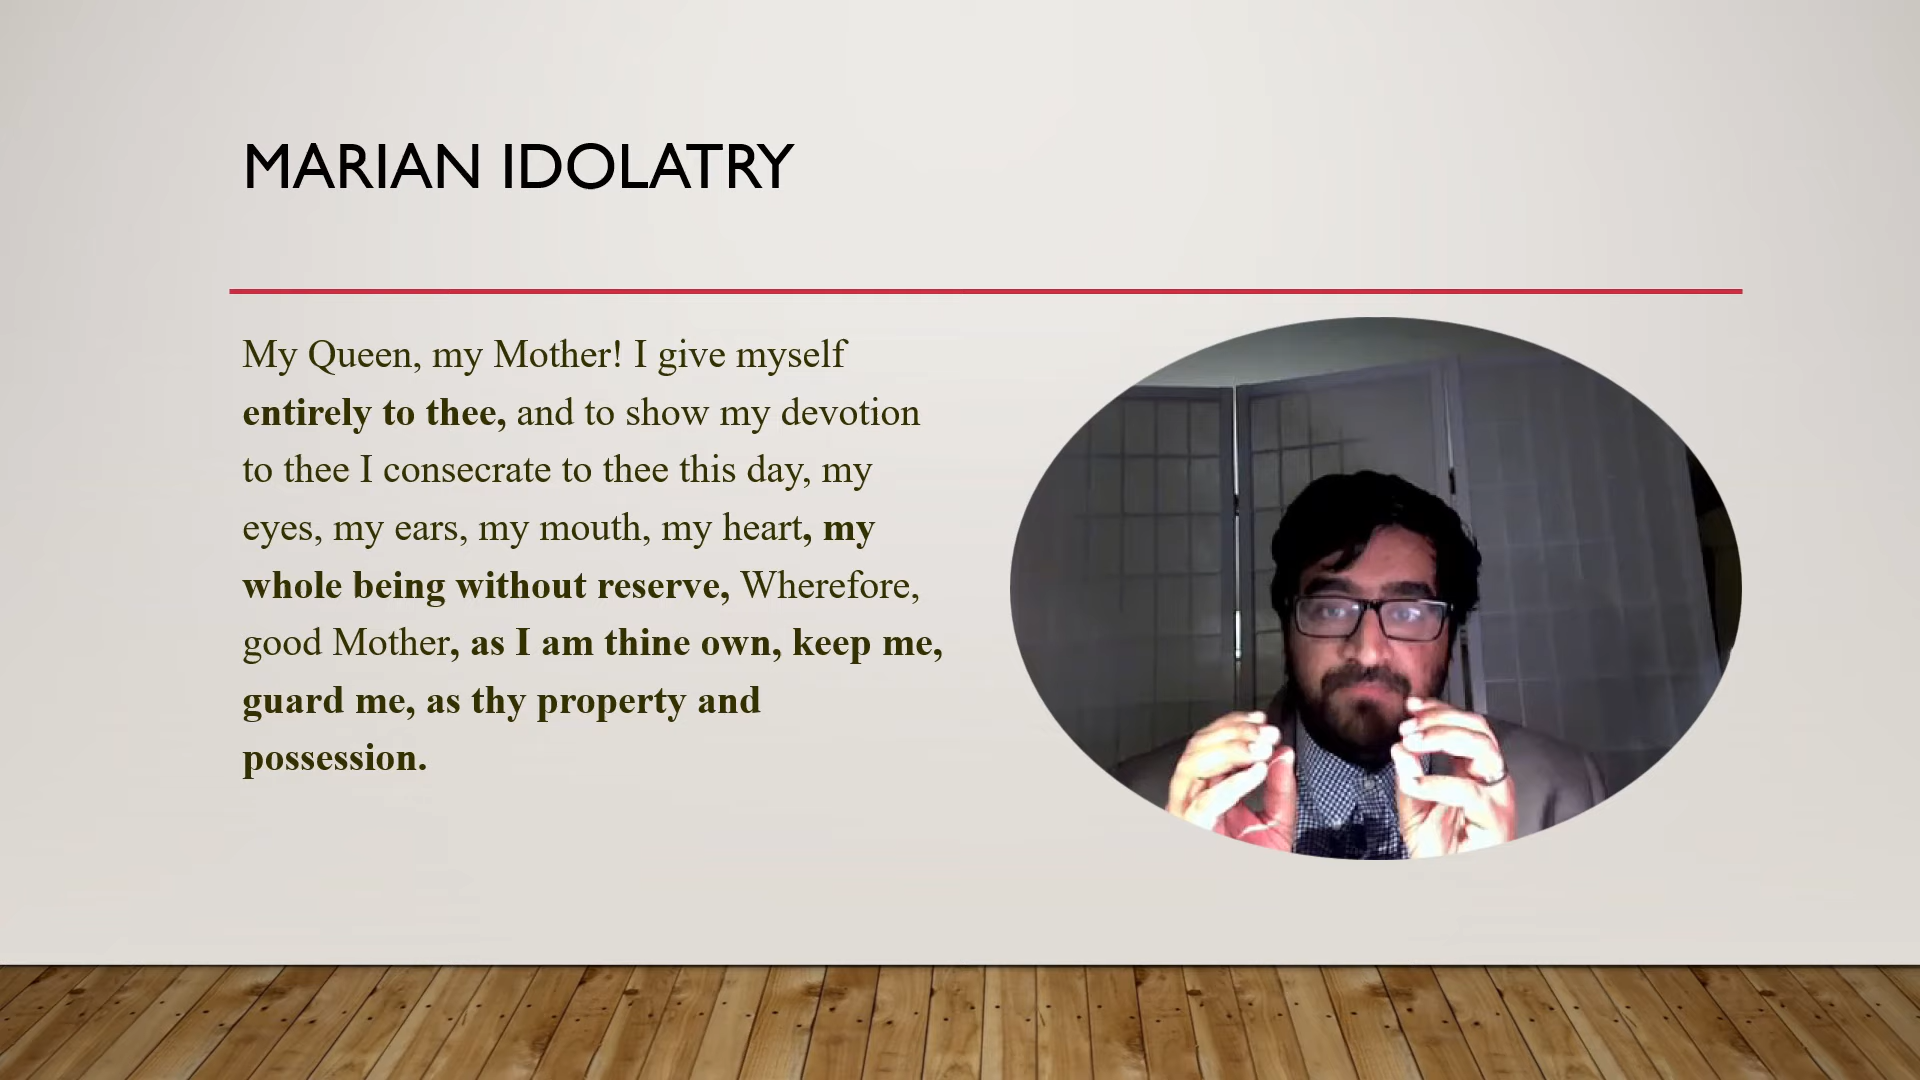 MARIAN IDOLATRY
My Queen, my Mother! I give myself
entirely to thee, and to show my devotion
to thee I consecrate to thee this day, my
eyes, my ears, my mouth, my heart, my
whole being without reserve, Wherefore,
good Mother, as I am thine own, keep me,
guard me, as thy property and
possession.